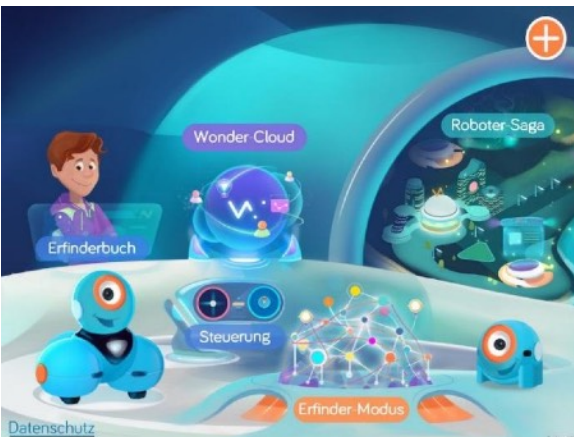 Wonder Cloud
Roboter-Saga
Erfinderbuch
Steuerung
Erfinder-Modus
Datenschutz